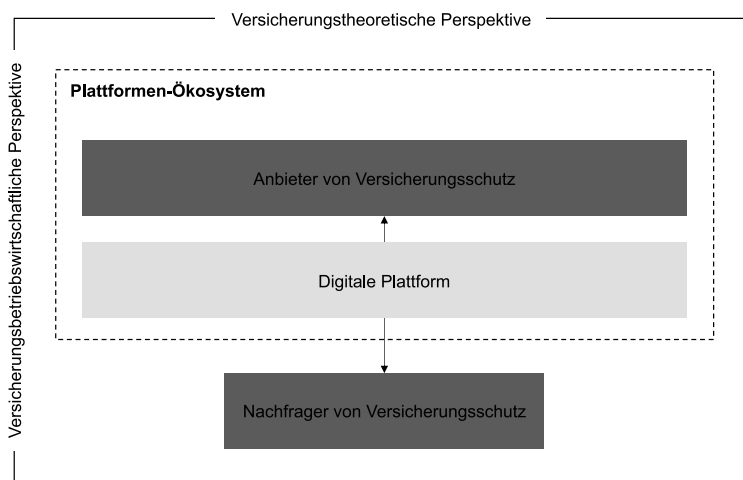 Versicherungstheoretische Perspektive
Versicherungsbetriebswirtschaftliche Perspektive
Plattformen-Ökosystem
Anbieter von Versicherungsschutz
Digitale Plattform
Nachfrager von Versicherungsschutz